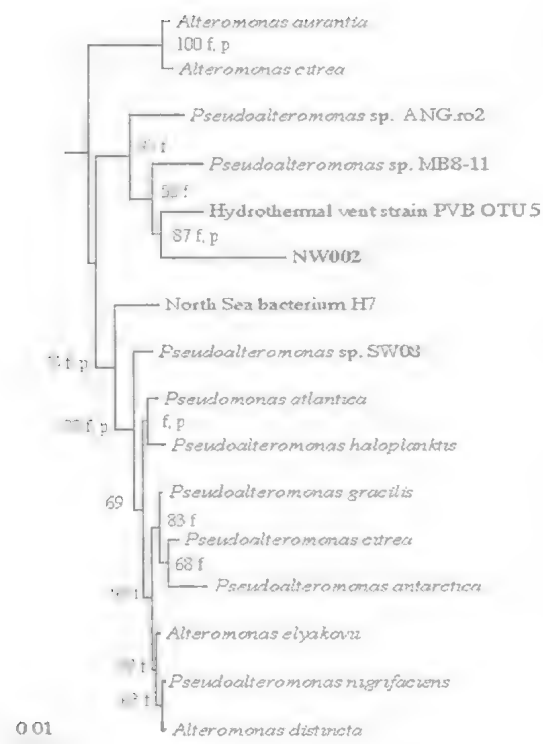 Alteromonas aurantia
100 f, p
Alteromonas citrea
Pseudoalteromonas sp. ANG.ro2
f
Pseudoalteromonas sp. MB8-11
f
Hydrothermal vent strain PVB OTU 5
87 f, p
NW002
North Sea bacterium H7
Pseudoalteromonas sp. SW08
f, p
Pseudomonas atlantica
f, p
f, p
Pseudoalteromonas haloplanktis
Pseudoalteromonas gracilis
69
83 f
Pseudoalteromonas citrea
68 f
Pseudoalteromonas antarctica
Alteromonas elyakovii
f
Pseudoalteromonas nigrifaciens
f
0.01
Alteromonas distincta